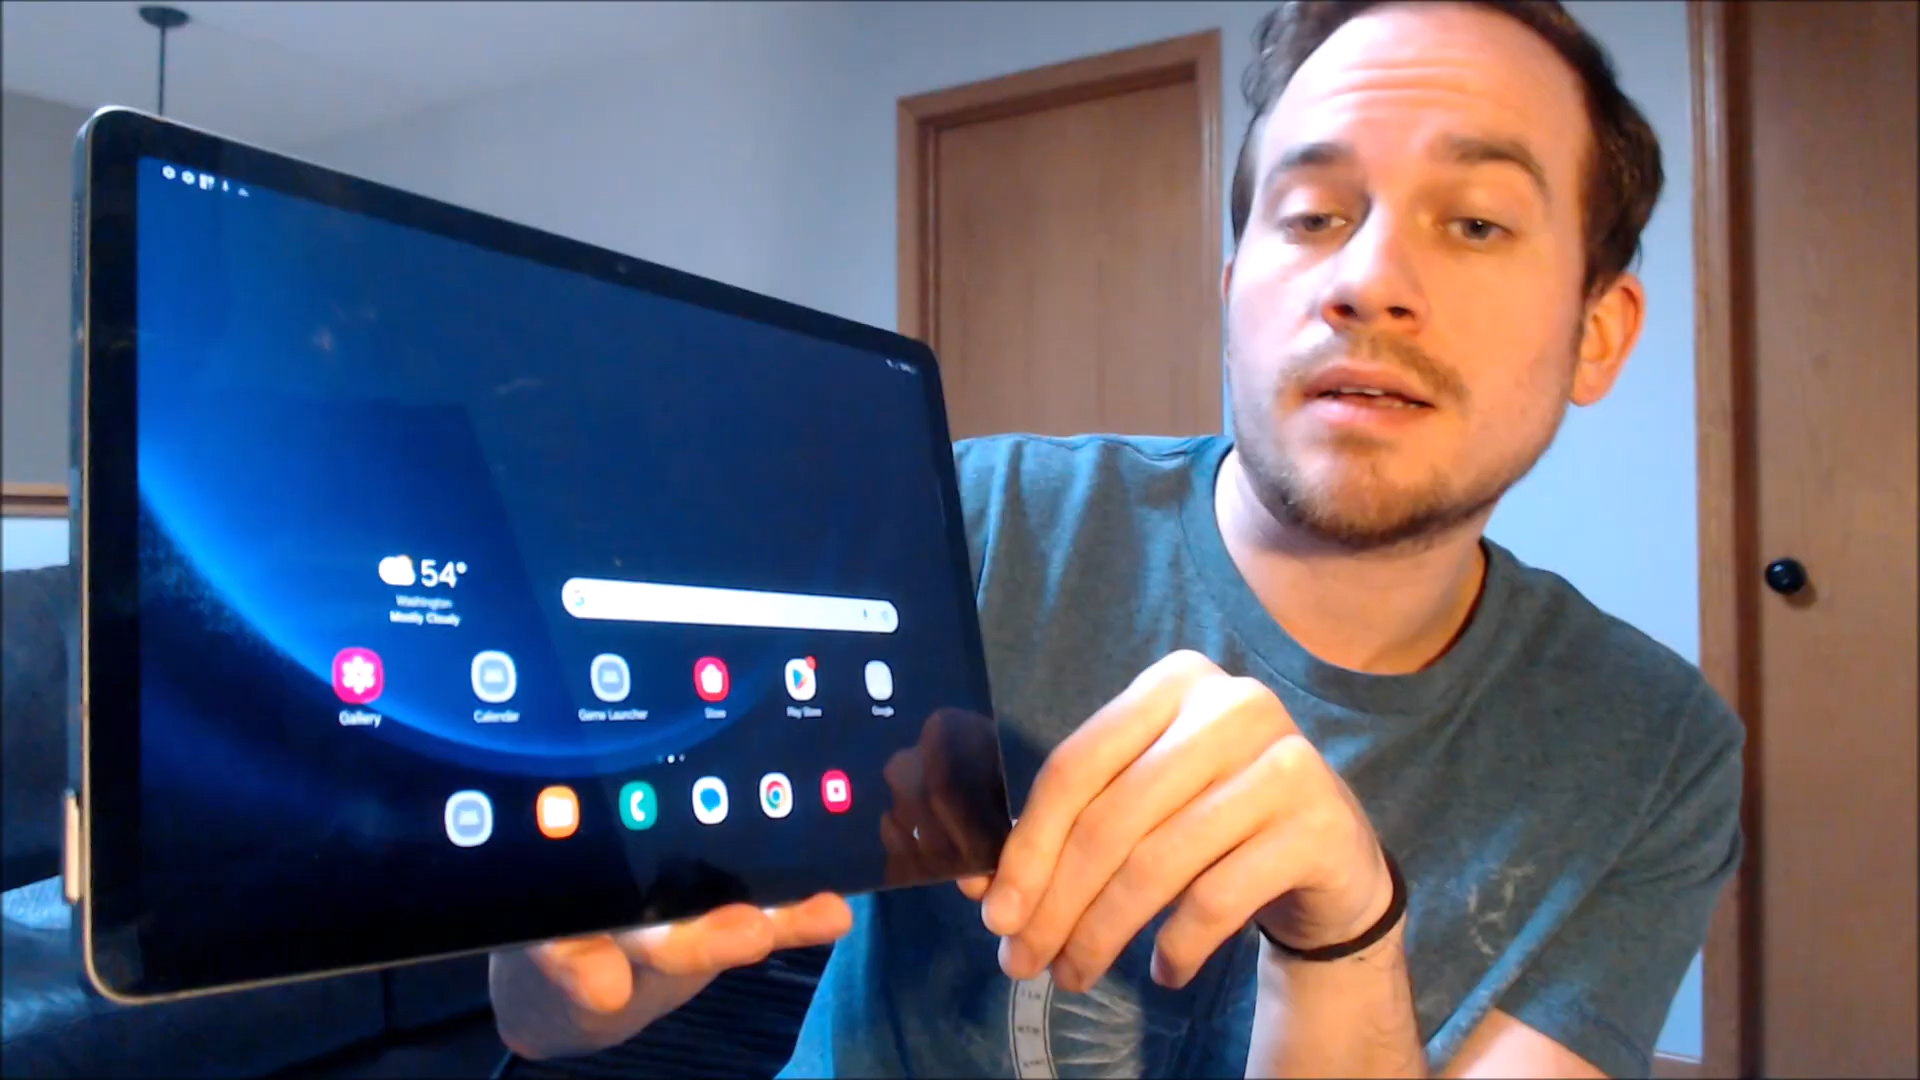 54°
Washington
Mostly Cloudy
Gallery
Calendar
Game Launcher
Store
Play Store
Google